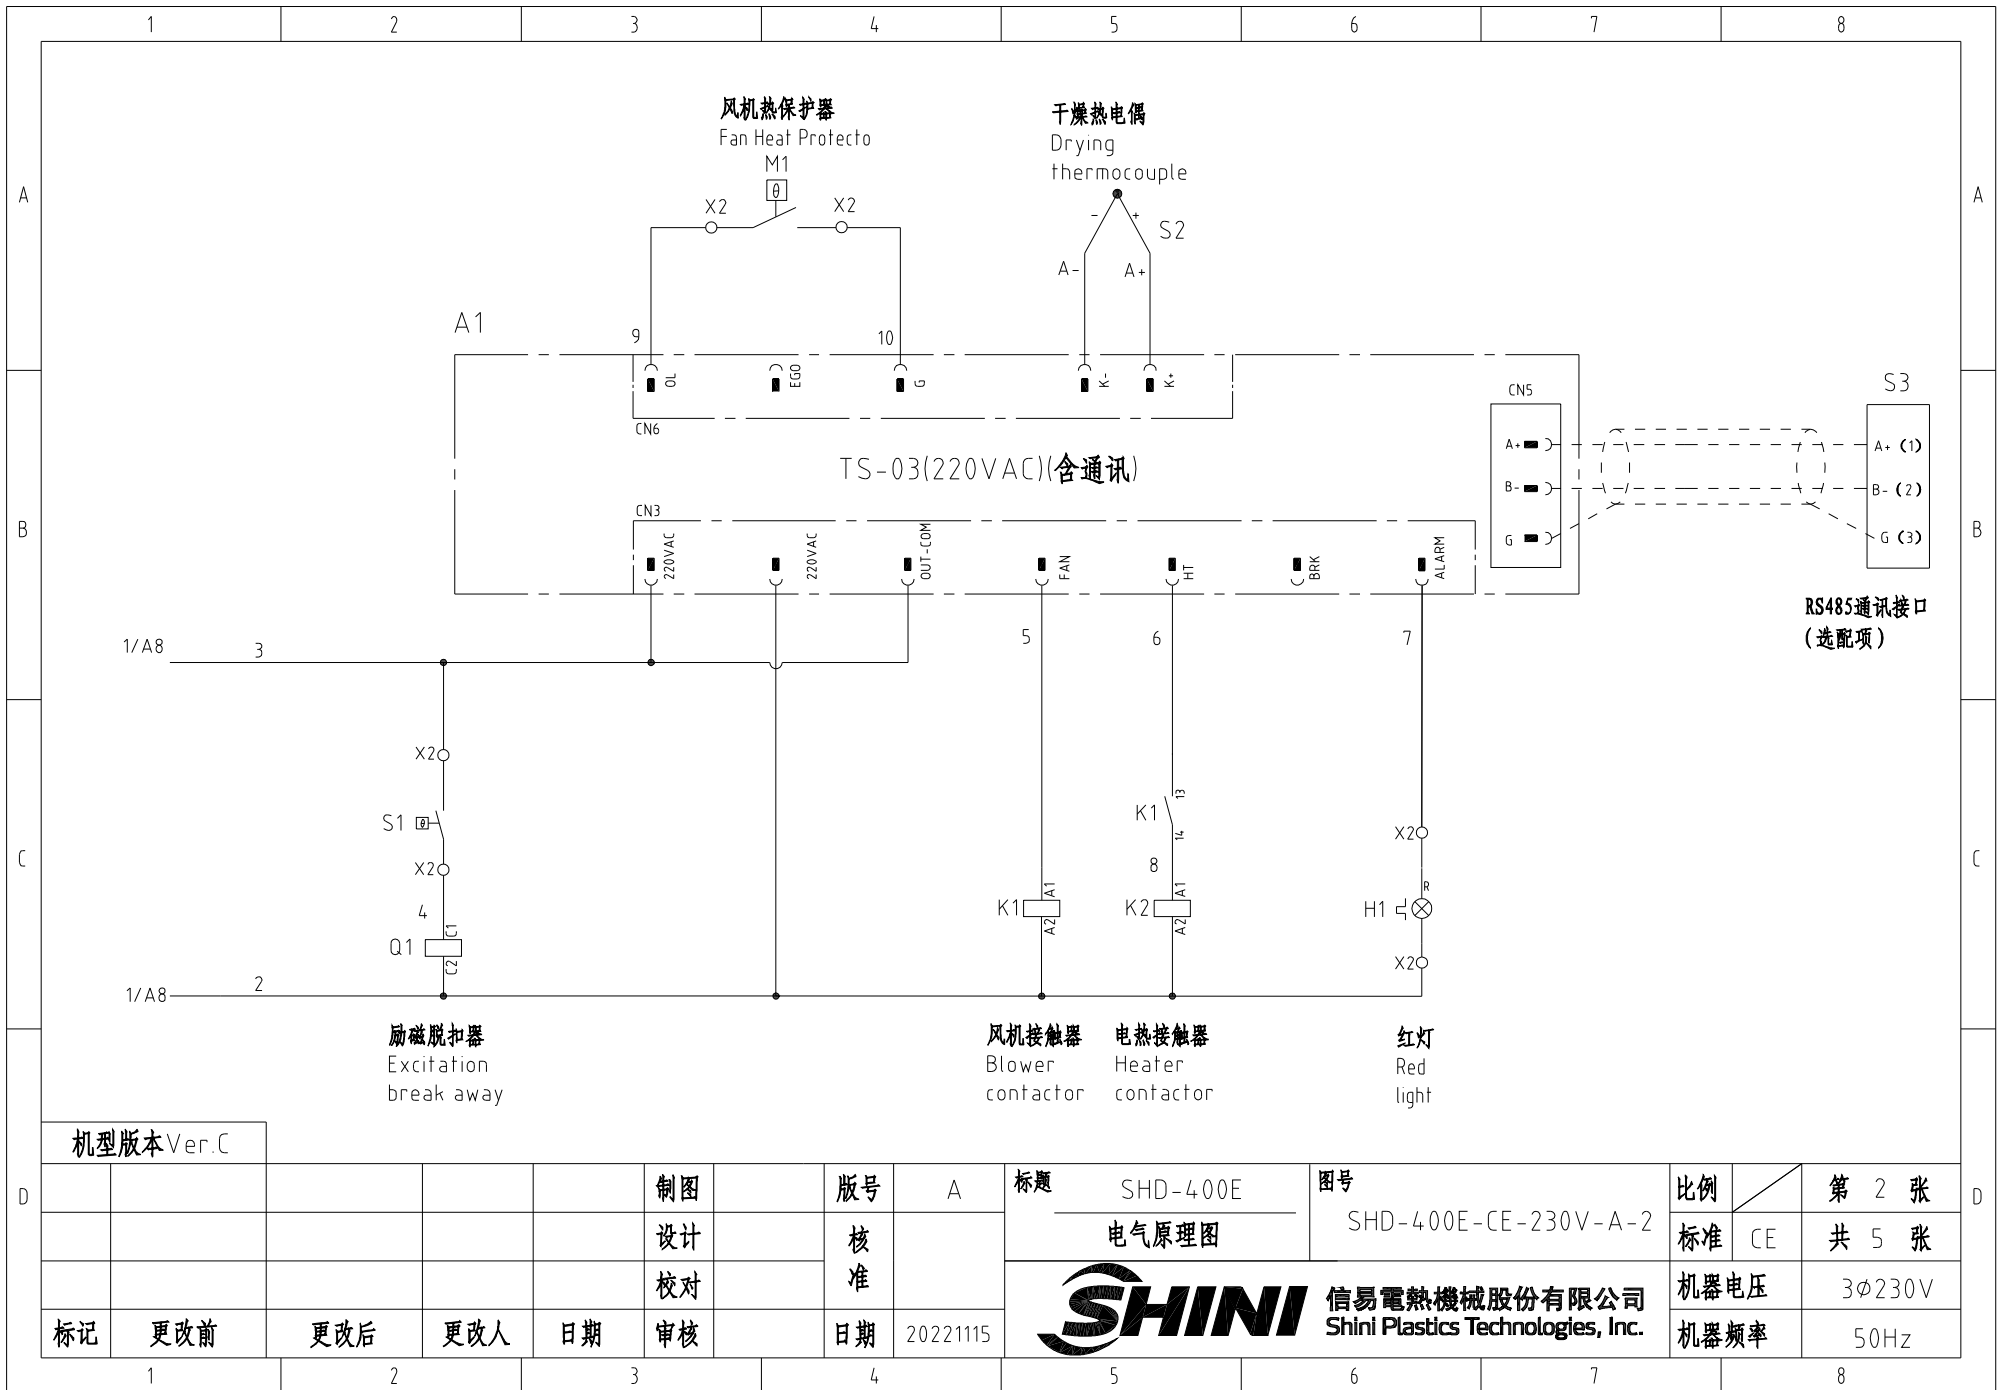 1 2 3 4 5 6 7 8
风机热保护器
Fan Heat Protecto
M1
θ
X2 X2
干燥热电偶
Drying
thermocouple
- +
S2
A- A+
A A
A1
9 10
OL EGO G K- K+
CN6
TS-03(220VAC)(含通讯)
CN5
A+
B-
G
S3
A+ (1)
B- (2)
G (3)
RS485通讯接口
(选配项)
B B
CN3
220VAC 220VAC OUT-COM FAN HT BRK ALARM
5 6 7
1/A8 3
X2
S1 θ
X2
4
Q1 C1
C2
K1 13
14
8
K1 A1
A2
K2 A1
A2
X2
R
H1
X2
C C
1/A8 2
励磁脱扣器
Excitation
break away
风机接触器
Blower
contactor
电热接触器
Heater
contactor
红灯
Red
light
机型版本Ver.C
D D
制图 版号 A
设计 核准
校对
标记 更改前 更改后 更改人 日期 审核 日期 20221115
标题 SHD-400E
电气原理图
图号
SHD-400E-CE-230V-A-2
比例 第 2 张
标准 CE 共 5 张
机器电压 3Ø230V
机器频率 50Hz
SHINI
信易電熱機械股份有限公司
Shini Plastics Technologies, Inc.
1 2 3 4 5 6 7 8